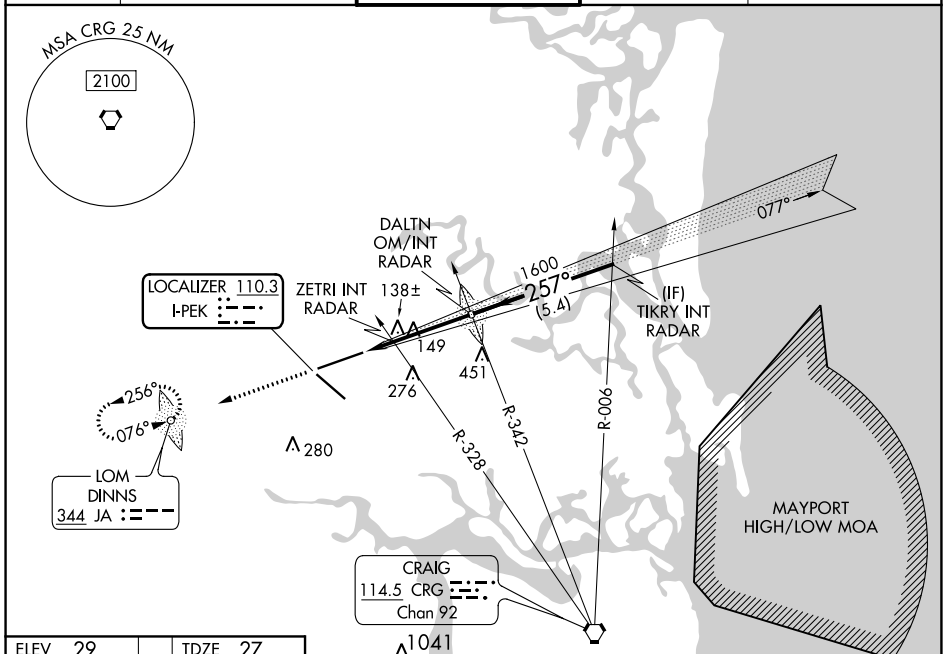 MSA CRG 25 NM
2100
DALTN
OM/INT
RADAR
077°
1600
257°
(5.4)
(IF)
TIKRY INT
RADAR
LOCALIZER 110.3
I-PEK
ZETRI INT
RADAR
138±
149
451
276
256°
076°
280
R-328
R-342
R-006
LOM
DINNS
344 JA
MAYPORT
HIGH/LOW MOA
CRAIG
114.5 CRG
Chan 92
1041
ELEV 29
TDZE 27